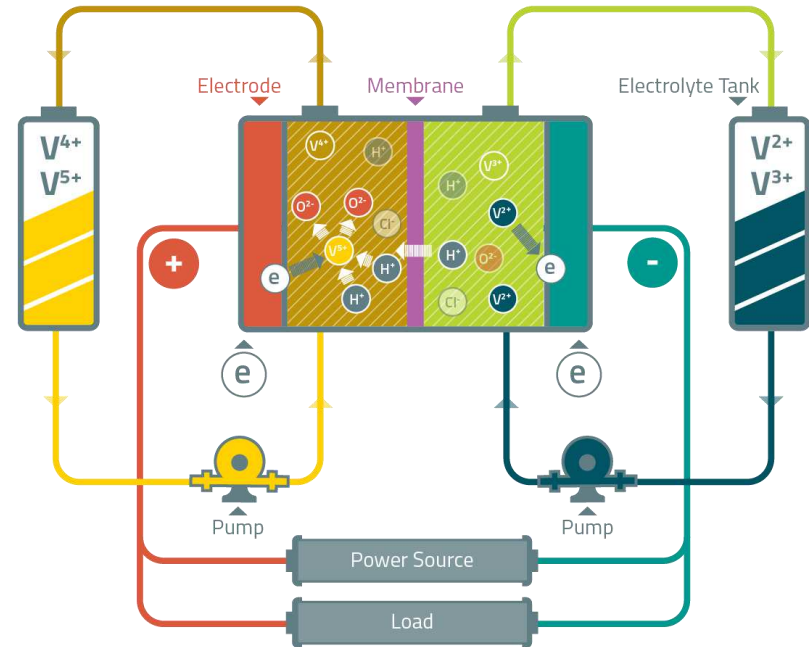 Electrode
Membrane
Electrolyte Tank
V⁴⁺
V⁵⁺
V²⁺
V³⁺
V⁴⁺
H⁺
V³⁺
H⁺
O²⁻
O²⁻
V²⁺
Cl⁻
+
V⁵⁺
H⁺
H⁺
O²⁻
-
e
e
H⁺
Cl⁻
V²⁺
e
e
Pump
Pump
Power Source
Load